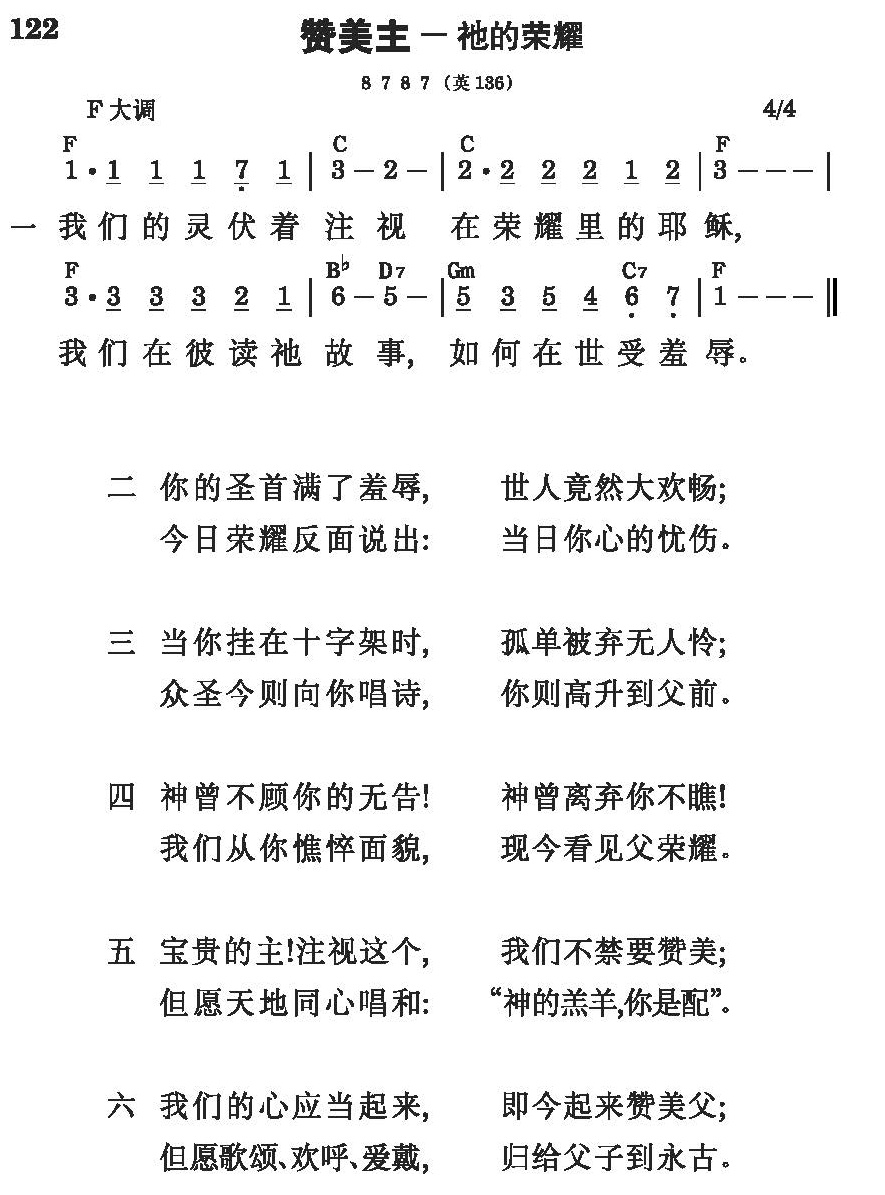 122
赞美主－祂的荣耀
8 7 8 7（英136）
F大调 4/4
F C C F
1·1 1 1 7 1 | 3－2－ | 2·2 2 2 1 2 | 3－－－ |
一 我们的灵伏着注视 在荣耀里的耶稣,
F B♭ D7 Gm C7 F
3·3 3 3 2 1 | 6－5－ | 5 3 5 4 6 7 | 1－－－ ‖
我们在彼读祂故事, 如何在世受羞辱。
二 你的圣首满了羞辱, 世人竟然大欢畅;
今日荣耀反面说出: 当日你心的忧伤。
三 当你挂在十字架时, 孤单被弃无人怜;
众圣今则向你唱诗, 你则高升到父前。
四 神曾不顾你的无告! 神曾离弃你不瞧!
我们从你憔悴面貌, 现今看见父荣耀。
五 宝贵的主!注视这个, 我们不禁要赞美;
但愿天地同心唱和: “神的羔羊,你是配”。
六 我们的心应当起来, 即今起来赞美父;
但愿歌颂、欢呼、爱戴, 归给父子到永古。